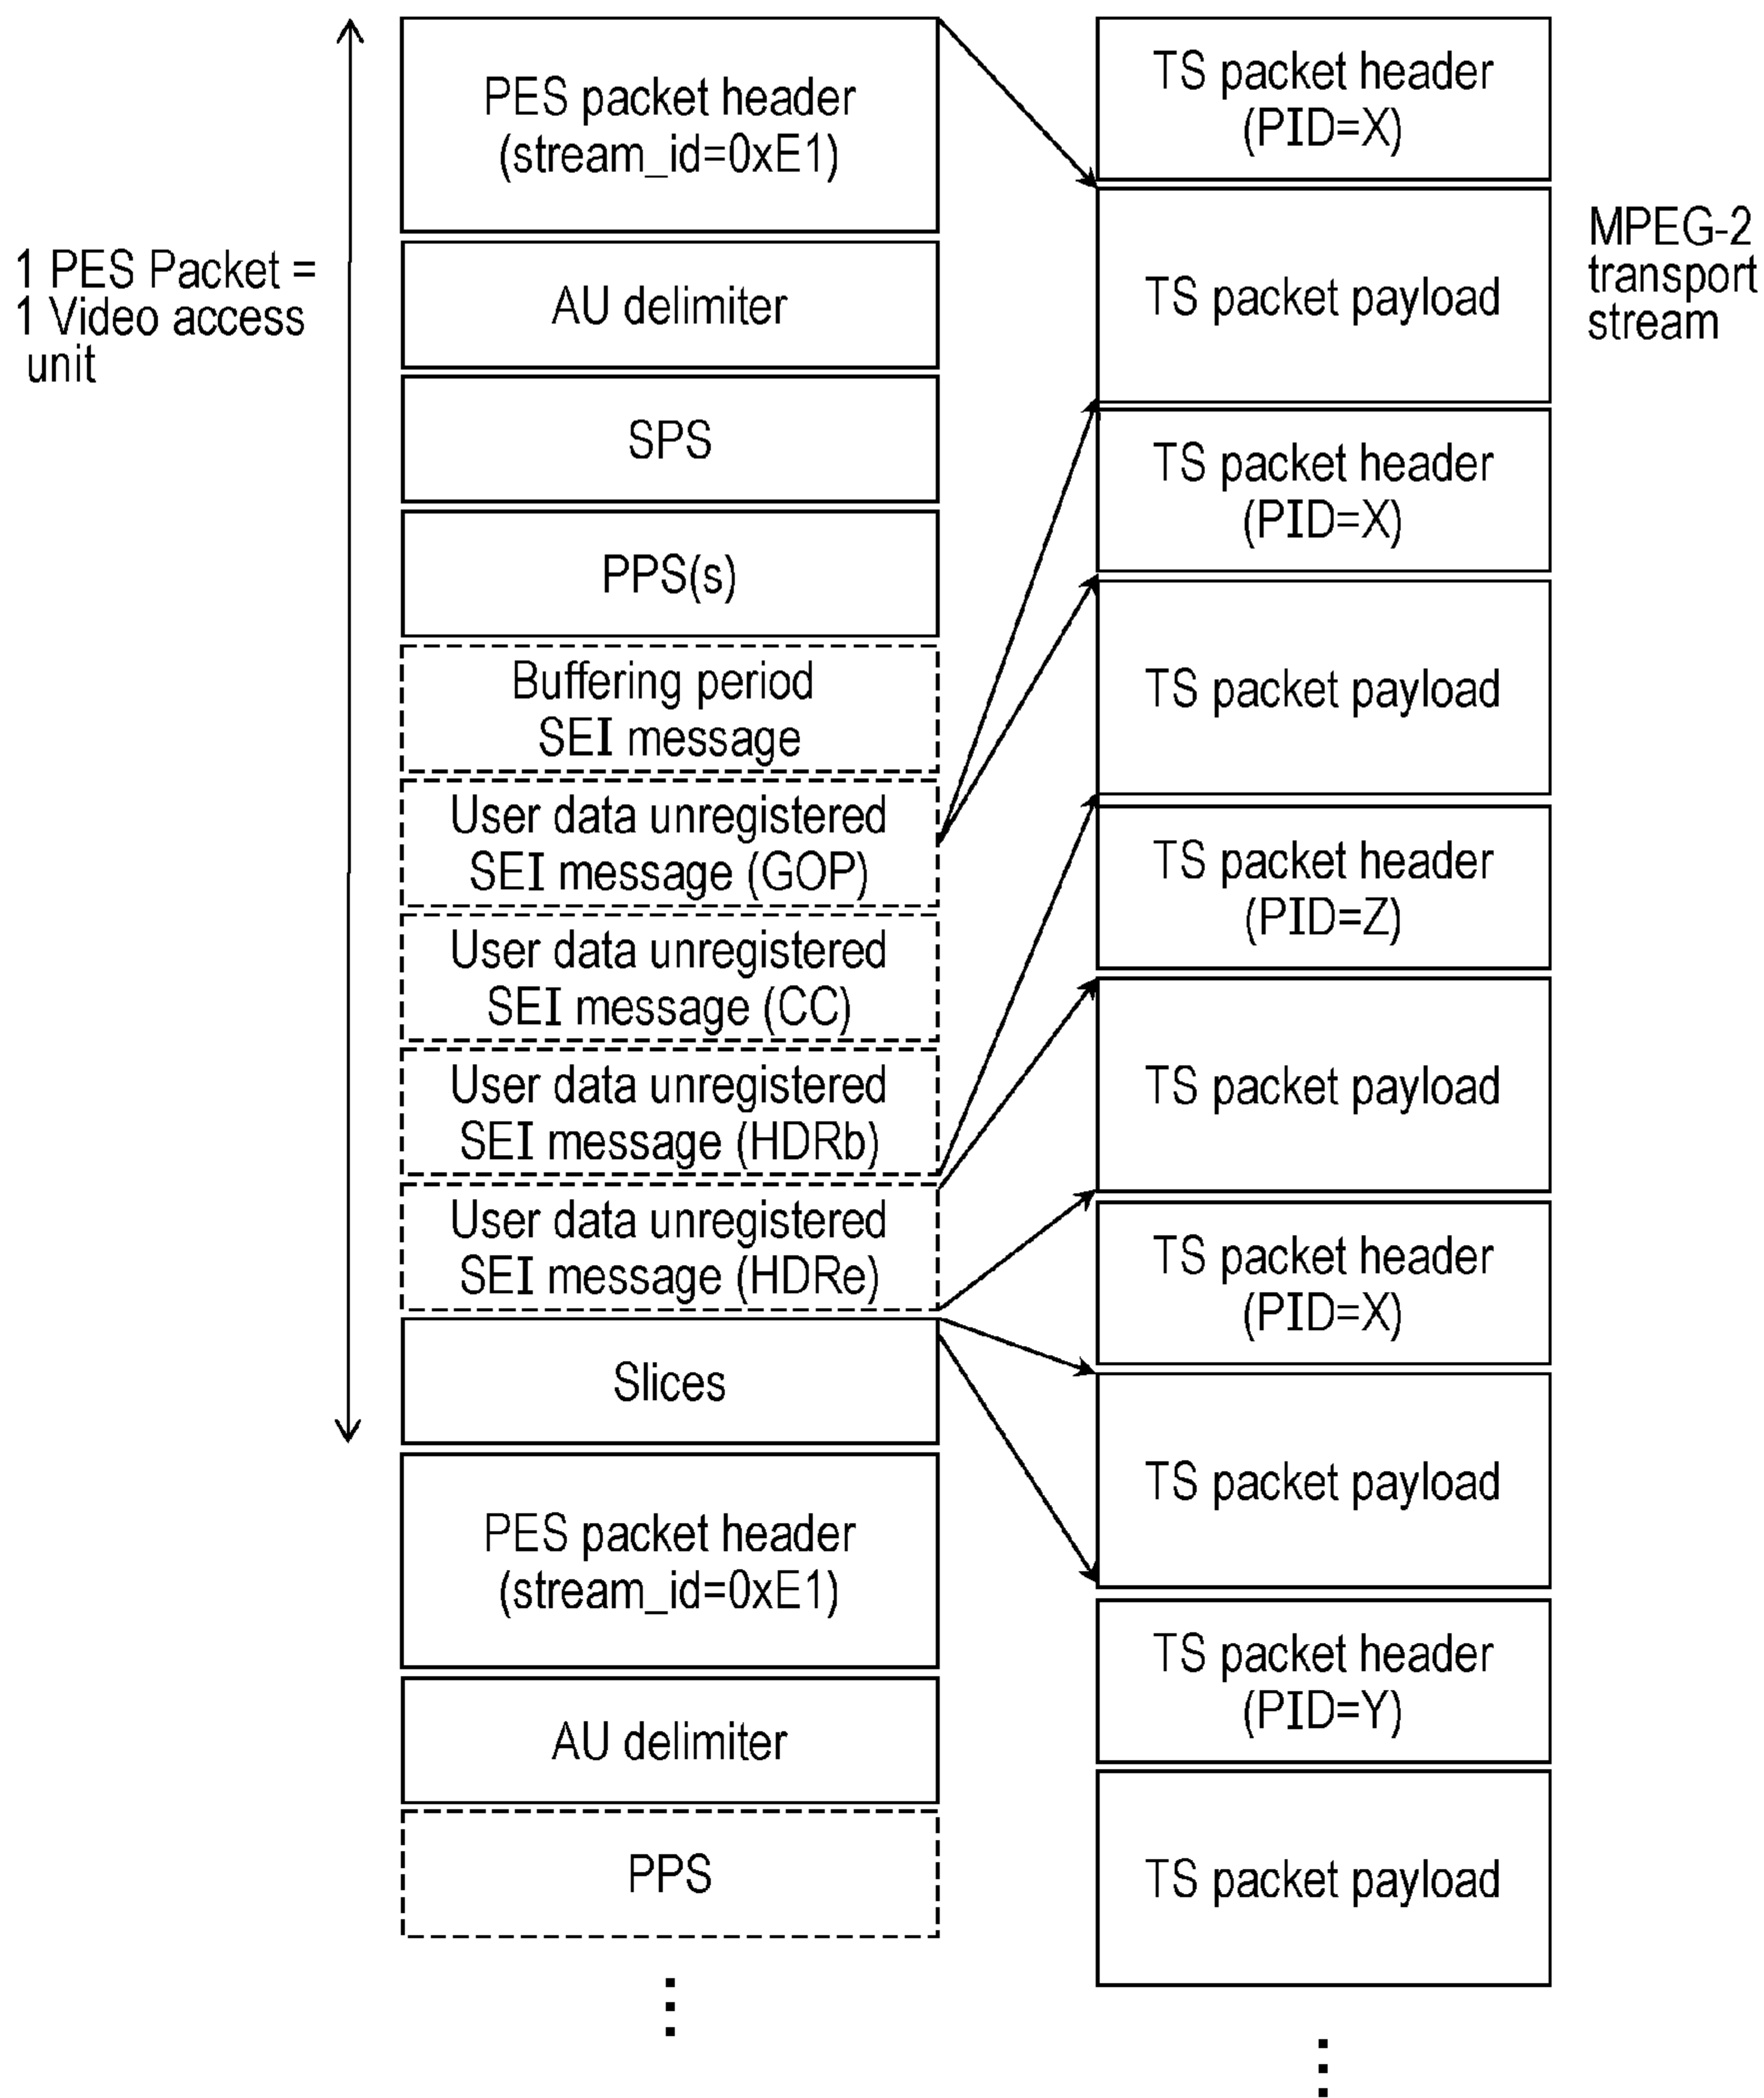 1 PES Packet =
1 Video access
unit
PES packet header
(stream_id=0xE1)
AU delimiter
SPS
PPS(s)
Buffering period
SEI message
User data unregistered
SEI message (GOP)
User data unregistered
SEI message (CC)
User data unregistered
SEI message (HDRb)
User data unregistered
SEI message (HDRe)
Slices
PES packet header
(stream_id=0xE1)
AU delimiter
PPS
TS packet header
(PID=X)
TS packet payload
TS packet header
(PID=X)
TS packet payload
TS packet header
(PID=Z)
TS packet payload
TS packet header
(PID=X)
TS packet payload
TS packet header
(PID=Y)
TS packet payload
MPEG-2
transport
stream